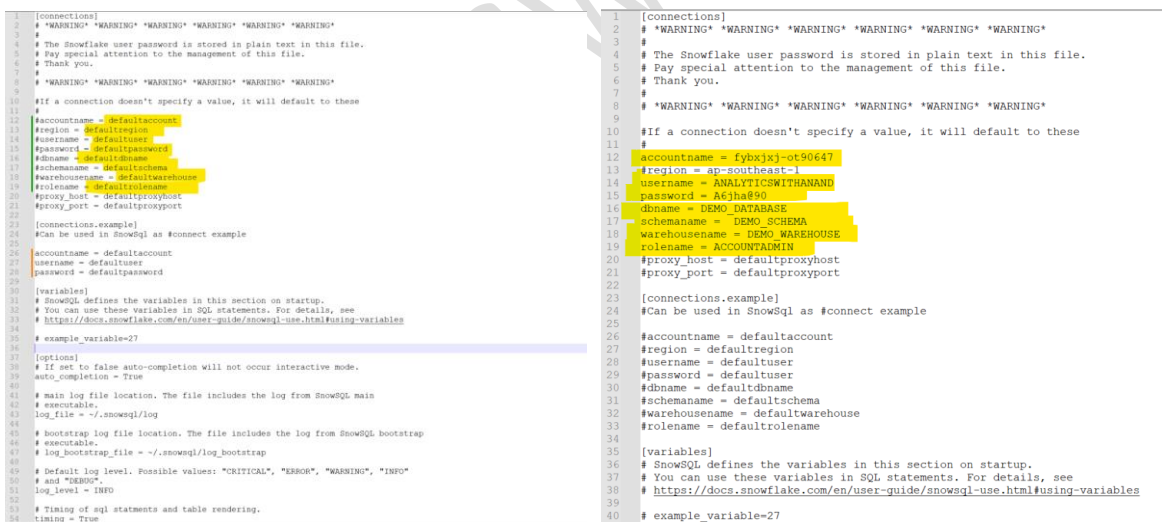 [connections]
# *WARNING* *WARNING* *WARNING* *WARNING* *WARNING* *WARNING*
#
# The Snowflake user password is stored in plain text in this file.
# Pay special attention to the management of this file.
# Thank you.
#
# *WARNING* *WARNING* *WARNING* *WARNING* *WARNING* *WARNING*

#If a connection doesn't specify a value, it will default to these
#
#accountname = defaultaccount
#region = defaultregion
#username = defaultuser
#password = defaultpassword
#dbname = defaultdbname
#schemaname = defaultschema
#warehousename = defaultwarehouse
#rolename = defaultrolename
#proxy_host = defaultproxyhost
#proxy_port = defaultproxyport

[connections.example]
#Can be used in SnowSql as #connect example

accountname = defaultaccount
username = defaultuser
password = defaultpassword

[variables]
# SnowSQL defines the variables in this section on startup.
# You can use these variables in SQL statements. For details, see
# https://docs.snowflake.com/en/user-guide/snowsql-use.html#using-variables

# example_variable=27

[options]
# If set to false auto-completion will not occur interactive mode.
auto_completion = True

# main log file location. The file includes the log from SnowSQL main
# executable.
log_file = ~/.snowsql/log

# bootstrap log file location. The file includes the log from SnowSQL bootstrap
# executable.
# log_bootstrap_file = ~/.snowsql/log_bootstrap

# Default log level. Possible values: "CRITICAL", "ERROR", "WARNING", "INFO"
# and "DEBUG".
log_level = INFO

# Timing of sql statments and table rendering.
timing = True

1 [connections]
2 # *WARNING* *WARNING* *WARNING* *WARNING* *WARNING* *WARNING*
3 #
4 # The Snowflake user password is stored in plain text in this file.
5 # Pay special attention to the management of this file.
6 # Thank you.
7 #
8 # *WARNING* *WARNING* *WARNING* *WARNING* *WARNING* *WARNING*
9
10 #If a connection doesn't specify a value, it will default to these
11 #
12 accountname = fybxjxj-ot90647
13 #region = ap-southeast-1
14 username = ANALYTICSWITHANAND
15 password = A6jha@90
16 dbname = DEMO_DATABASE
17 schemaname = DEMO_SCHEMA
18 warehousename = DEMO_WAREHOUSE
19 rolename = ACCOUNTADMIN
20 #proxy_host = defaultproxyhost
21 #proxy_port = defaultproxyport
22
23 [connections.example]
24 #Can be used in SnowSql as #connect example
25
26 #accountname = defaultaccount
27 #region = defaultregion
28 #username = defaultuser
29 #password = defaultuser
30 #dbname = defaultdbname
31 #schemaname = defaultschema
32 #warehousename = defaultwarehouse
33 #rolename = defaultrolename
34
35 [variables]
36 # SnowSQL defines the variables in this section on startup.
37 # You can use these variables in SQL statements. For details, see
38 # https://docs.snowflake.com/en/user-guide/snowsql-use.html#using-variables
39
40 # example_variable=27